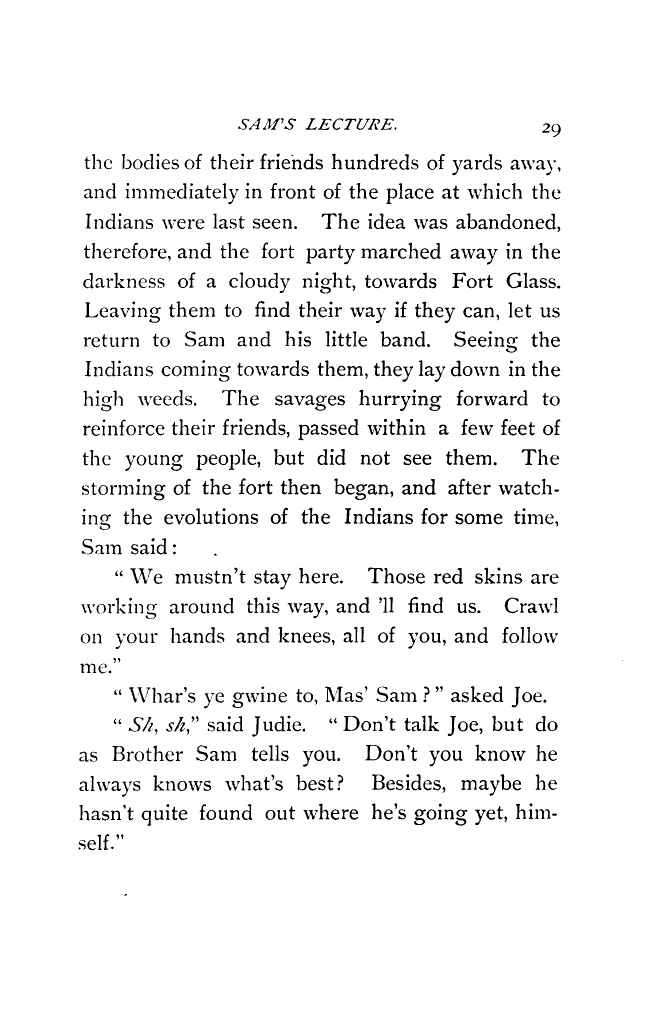 SAM'S LECTURE. 29
the bodies of their friends hundreds of yards away,
and immediately in front of the place at which the
Indians were last seen. The idea was abandoned,
therefore, and the fort party marched away in the
darkness of a cloudy night, towards Fort Glass.
Leaving them to find their way if they can, let us
return to Sam and his little band. Seeing the
Indians coming towards them, they lay down in the
high weeds. The savages hurrying forward to
reinforce their friends, passed within a few feet of
the young people, but did not see them. The
storming of the fort then began, and after watch-
ing the evolutions of the Indians for some time,
Sam said:
“We mustn't stay here. Those red skins are
working around this way, and 'll find us. Crawl
on your hands and knees, all of you, and follow
me.”
“Whar's ye gwine to, Mas' Sam?” asked Joe.
“Sh, sh,” said Judie. “Don't talk Joe, but do
as Brother Sam tells you. Don't you know he
always knows what's best? Besides, maybe he
hasn't quite found out where he's going yet, him-
self.”